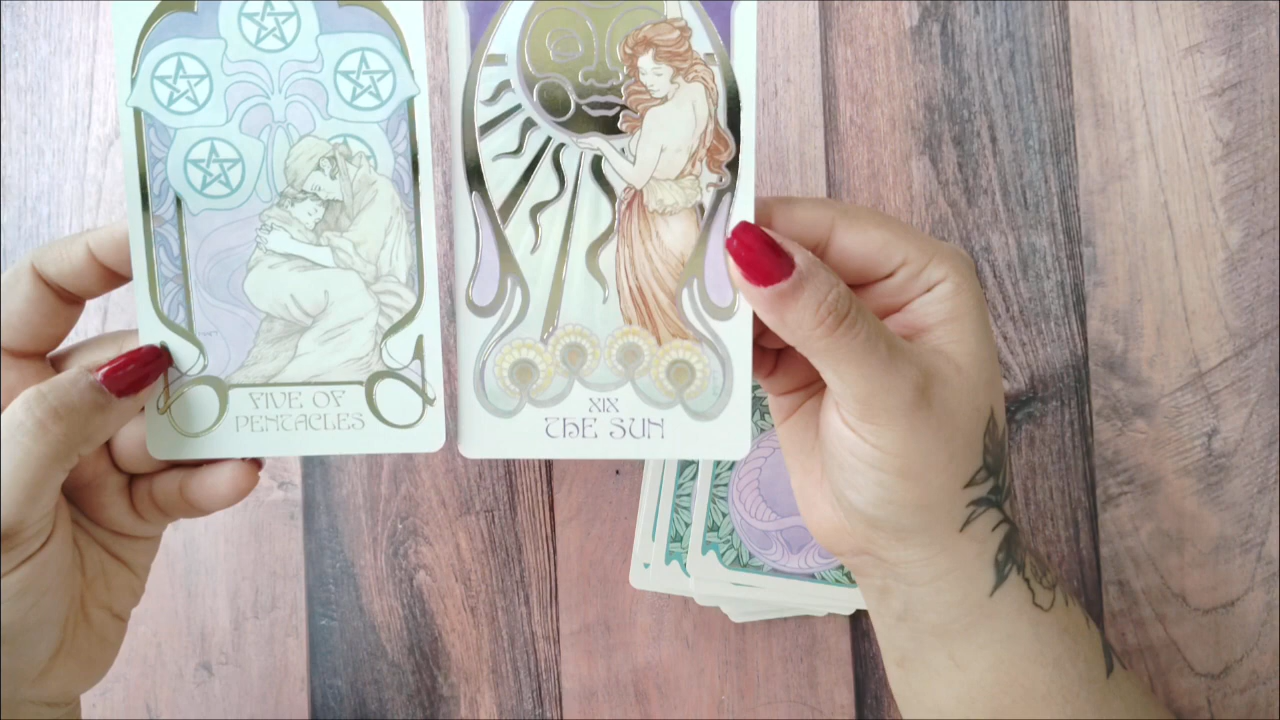 FIVE OF
PENTACLES
XIX
THE SUN